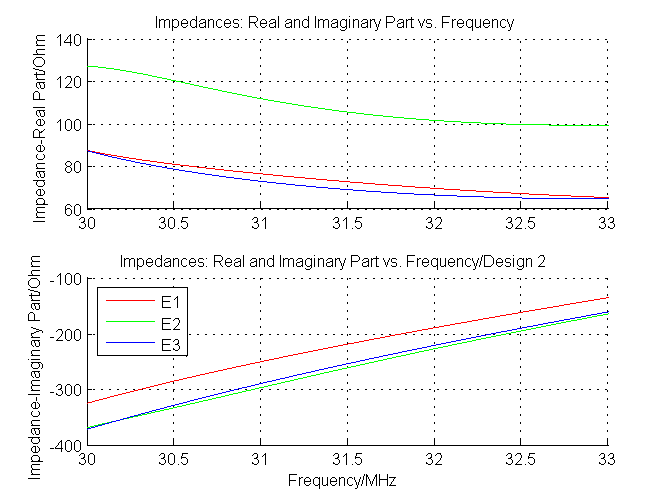 Impedances: Real and Imaginary Part vs. Frequency
Impedance-Real Part/Ohm
140
120
100
80
60
30
30.5
31
31.5
32
32.5
33
Impedances: Real and Imaginary Part vs. Frequency/Design 2
Impedance-Imaginary Part/Ohm
-100
-200
-300
-400
E1
E2
E3
30
30.5
31
31.5
32
32.5
33
Frequency/MHz